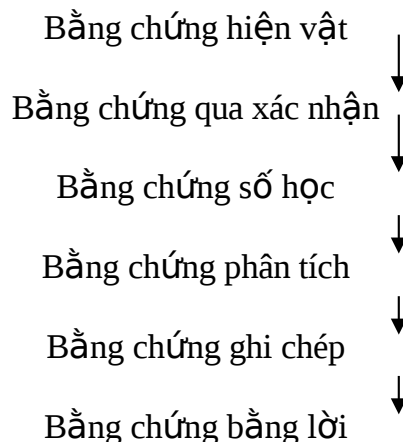 Bằng chứng hiện vật
Bằng chứng qua xác nhận
Bằng chứng số học
Bằng chứng phân tích
Bằng chứng ghi chép
Bằng chứng bằng lời